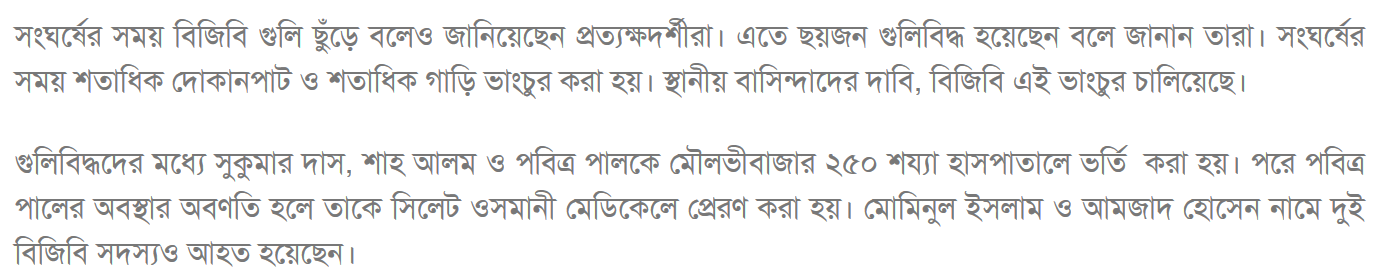 সংঘর্ষের সময় বিজিবি গুলি ছুঁড়ে বলেও জানিয়েছেন প্রত্যক্ষদর্শীরা। এতে ছয়জন গুলিবিদ্ধ হয়েছেন বলে জানান তারা। সংঘর্ষের
সময় শতাধিক দোকানপাট ও শতাধিক গাড়ি ভাংচুর করা হয়। স্থানীয় বাসিন্দাদের দাবি, বিজিবি এই ভাংচুর চালিয়েছে।
গুলিবিদ্ধদের মধ্যে সুকুমার দাস, শাহ আলম ও পবিত্র পালকে মৌলভীবাজার ২৫০ শয্যা হাসপাতালে ভর্তি করা হয়। পরে পবিত্র
পালের অবস্থার অবণতি হলে তাকে সিলেট ওসমানী মেডিকেলে প্রেরণ করা হয়। মোমিনুল ইসলাম ও আমজাদ হোসেন নামে দুই
বিজিবি সদস্যও আহত হয়েছেন।